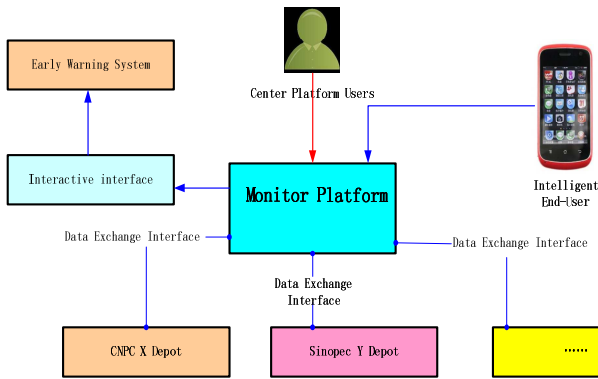 Early Warning System
Center Platform Users
Interactive interface
Monitor Platform
Intelligent
End-User
Data Exchange Interface
Data Exchange
Interface
Data Exchange Interface
CNPC X Depot
Sinopec Y Depot
……